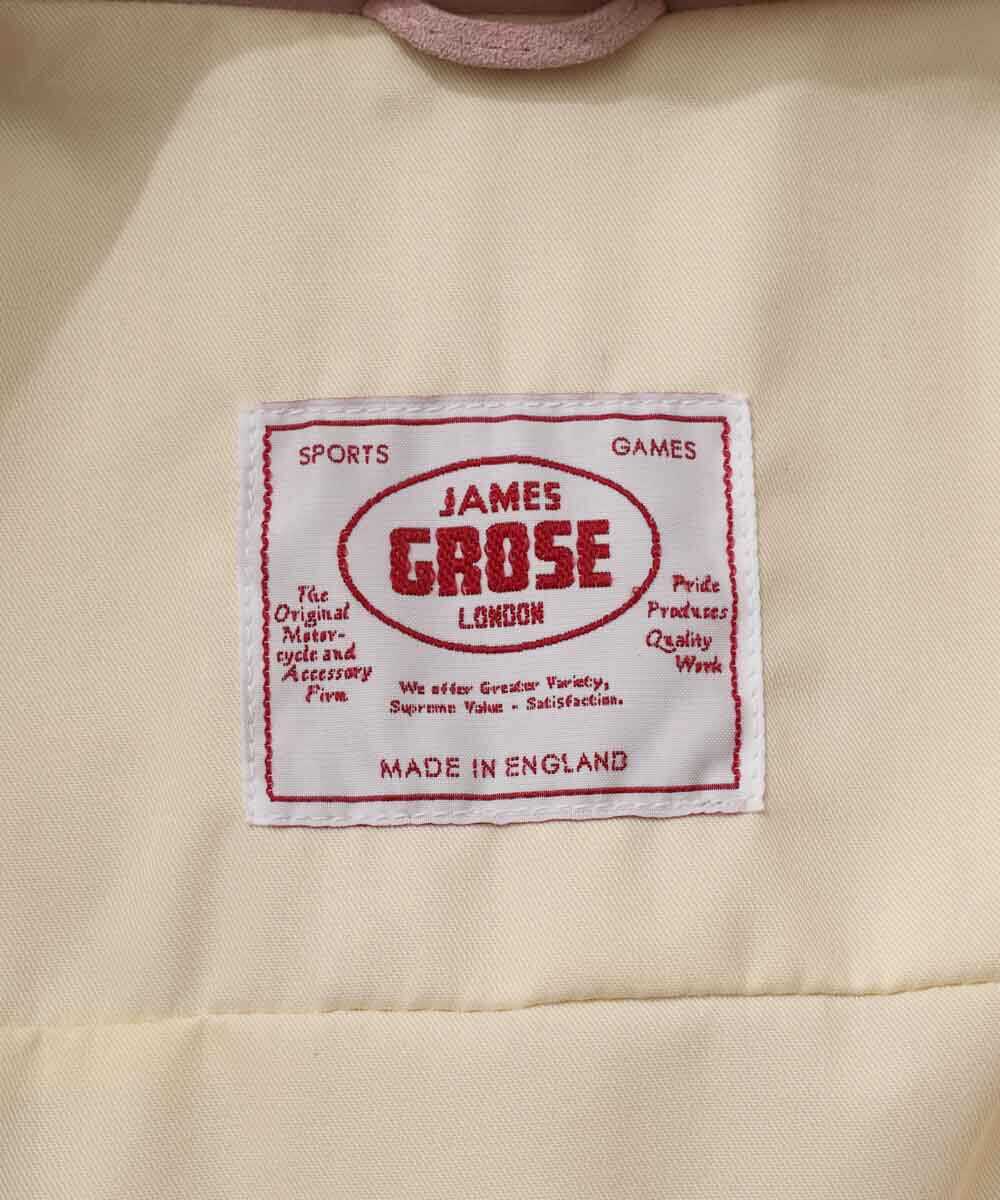 SPORTS
GAMES
JAMES
GROSE
LONDON
The
Original
Motor-
cycle and
Accessory
Firm
Pride
Produces
Quality
Work
We offer Greater Variety,
Supreme Value - Satisfaction.
MADE IN ENGLAND